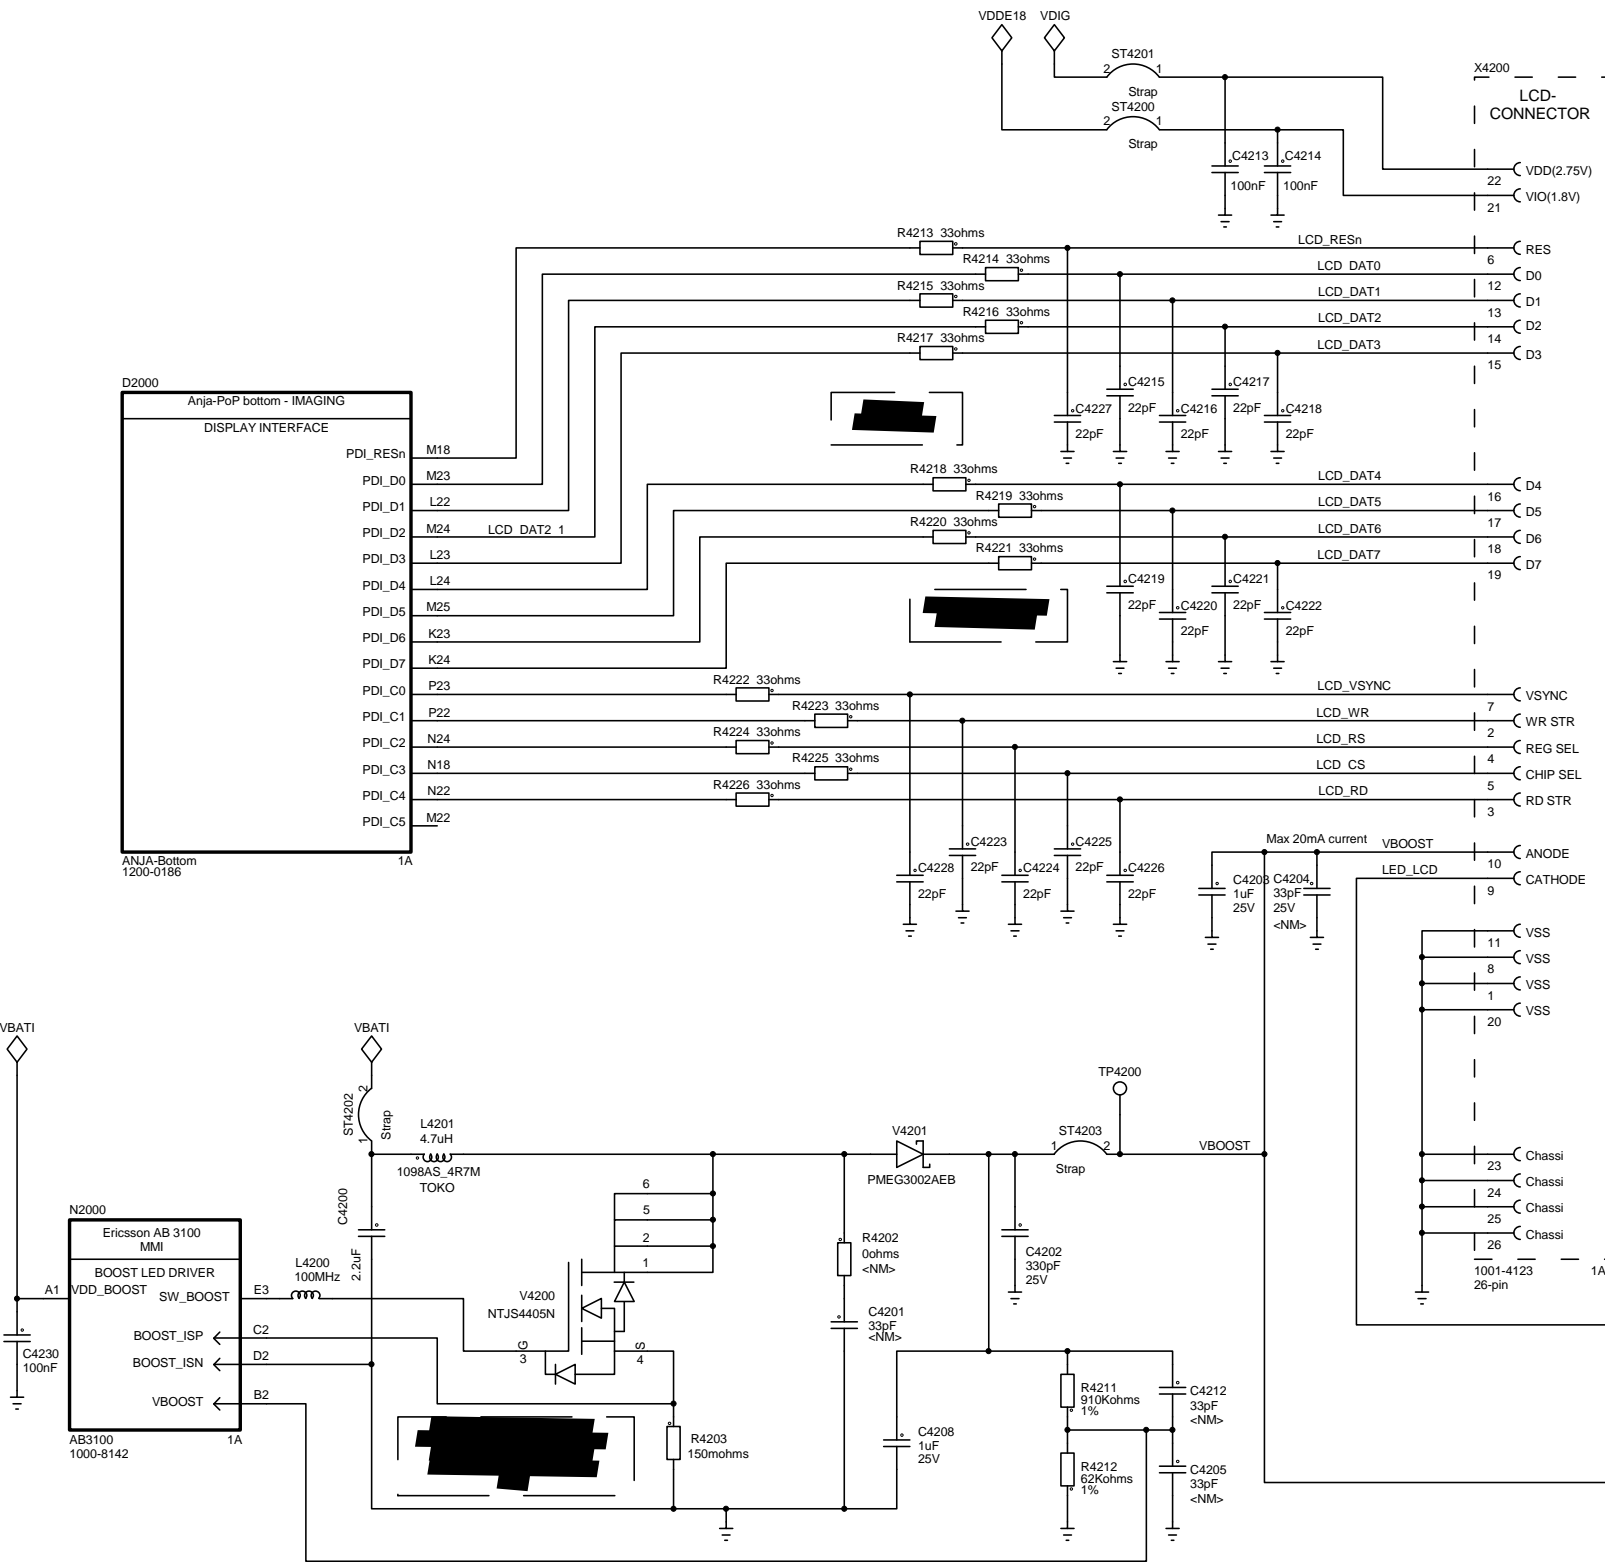 VDDE18 VDIG
ST4201
2 1
Strap
ST4200
2 1
Strap
C4213
100nF
C4214
100nF
X4200
LCD-
CONNECTOR
VDD(2.75V)
22
VIO(1.8V)
21
R4213 33ohms
LCD_RESn
RES
6
R4214 33ohms
LCD_DAT0
D0
12
R4215 33ohms
LCD_DAT1
D1
13
R4216 33ohms
LCD_DAT2
D2
14
R4217 33ohms
LCD_DAT3
D3
15
C4227
22pF
C4215
22pF
C4216
22pF
C4217
22pF
C4218
22pF
D2000
Anja-PoP bottom - IMAGING
DISPLAY INTERFACE
PDI_RESn M18
PDI_D0 M23
PDI_D1 L22
PDI_D2 M24 LCD_DAT2_1
PDI_D3 L23
PDI_D4 L24
PDI_D5 M25
PDI_D6 K23
PDI_D7 K24
PDI_C0 P23
PDI_C1 P22
PDI_C2 N24
PDI_C3 N18
PDI_C4 N22
PDI_C5 M22
ANJA-Bottom 1A
1200-0186
R4218 33ohms
LCD_DAT4
D4
16
R4219 33ohms
LCD_DAT5
D5
17
R4220 33ohms
LCD_DAT6
D6
18
R4221 33ohms
LCD_DAT7
D7
19
C4219
22pF
C4220
22pF
C4221
22pF
C4222
22pF
R4222 33ohms
LCD_VSYNC
VSYNC
7
R4223 33ohms
LCD_WR
WR STR
2
R4224 33ohms
LCD_RS
REG SEL
4
R4225 33ohms
LCD_CS
CHIP SEL
5
R4226 33ohms
LCD_RD
RD STR
3
C4228
22pF
C4223
22pF
C4224
22pF
C4225
22pF
C4226
22pF
Max 20mA current
VBOOST
ANODE
10
LED_LCD
CATHODE
9
C4203
1uF
25V
C4204
33pF
25V
<NM>
VSS
11
VSS
8
VSS
1
VSS
20
Chassi
23
Chassi
24
Chassi
25
Chassi
26
1001-4123 1A
26-pin
VBATI
VBATI
ST4202
2 1
Strap
L4201
4.7uH
1098AS_4R7M
TOKO
C4200
2.2uF
N2000
Ericsson AB 3100
MMI
BOOST LED DRIVER
A1 VDD_BOOST
SW_BOOST E3
BOOST_ISP C2
BOOST_ISN D2
VBOOST B2
AB3100 1A
1000-8142
C4230
100nF
L4200
100MHz
V4200
NTJS4405N
6
5
2
1
G
3
S
4
R4203
150mohms
R4202
0ohms
<NM>
C4201
33pF
<NM>
V4201
PMEG3002AEB
C4202
330pF
25V
ST4203
1 2
Strap
TP4200
VBOOST
C4208
1uF
25V
R4211
910Kohms
1%
R4212
62Kohms
1%
C4212
33pF
<NM>
C4205
33pF
<NM>